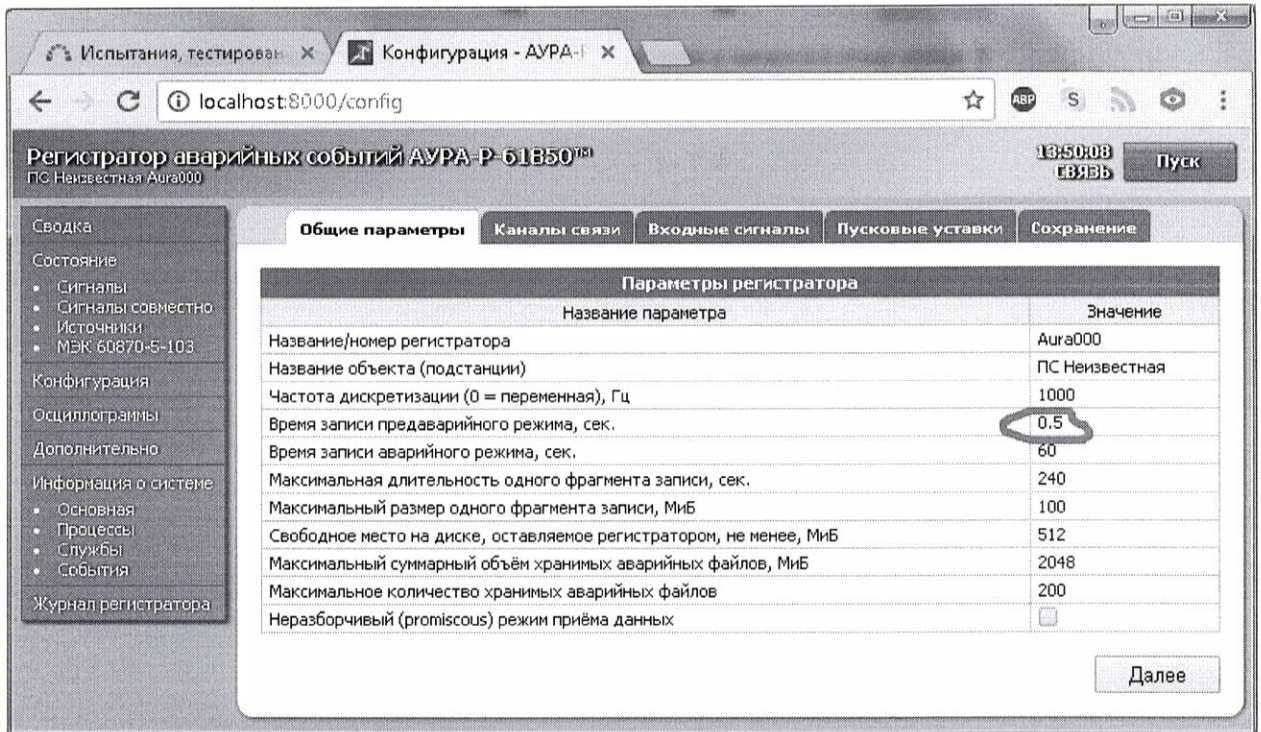 Испытания, тестирован
Конфигурация - АУРА-Р
localhost:8000/config
ABP
S
Регистратор аварийных событий АУРА-Р-61850™
ПС Неизвестная Aura000
13:50:08
СВЯЗЬ
Пуск
Сводка
Состояние
Сигналы
Сигналы совместно
Источники
МЭК 60870-5-103
Конфигурация
Осциллограммы
Дополнительно
Информация о системе
Основная
Процессы
Службы
События
Журнал регистратора
Общие параметры Каналы связи Входные сигналы Пусковые уставки Сохранение
Параметры регистратора
Название параметра Значение
Название/номер регистратора Aura000
Название объекта (подстанции) ПС Неизвестная
Частота дискретизации (0 = переменная), Гц 1000
Время записи предаварийного режима, сек. 0.5
Время записи аварийного режима, сек. 60
Максимальная длительность одного фрагмента записи, сек. 240
Максимальный размер одного фрагмента записи, МиБ 100
Свободное место на диске, оставляемое регистратором, не менее, МиБ 512
Максимальный суммарный объём хранимых аварийных файлов, МиБ 2048
Максимальное количество хранимых аварийных файлов 200
Неразборчивый (promiscous) режим приёма данных
Далее